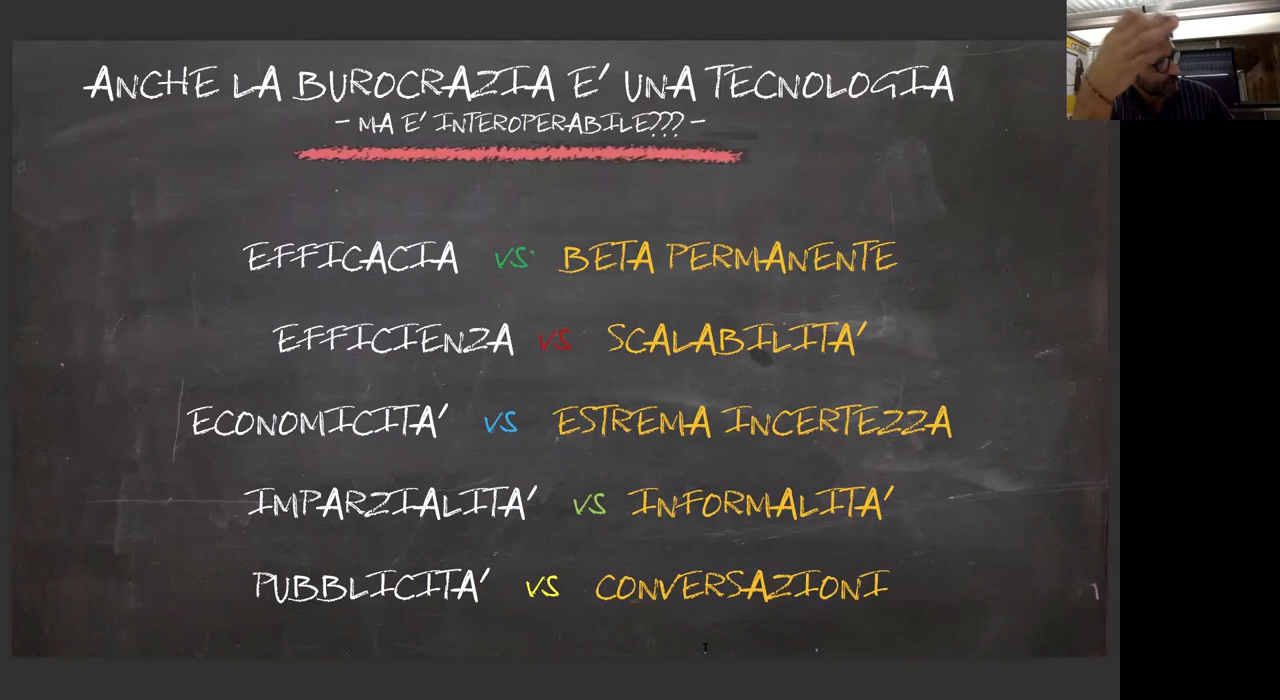 ANCHE LA BUROCRAZIA E' UNA TECNOLOGIA
- MA E' INTEROPERABILE??? -
EFFICACIA vs. BETA PERMANENTE
EFFICIENZA vs. SCALABILITA'
ECONOMICITA' vs ESTREMA INCERTEZZA
IMPARZIALITA' vs INFORMALITA'
PUBBLICITA' vs CONVERSAZIONI